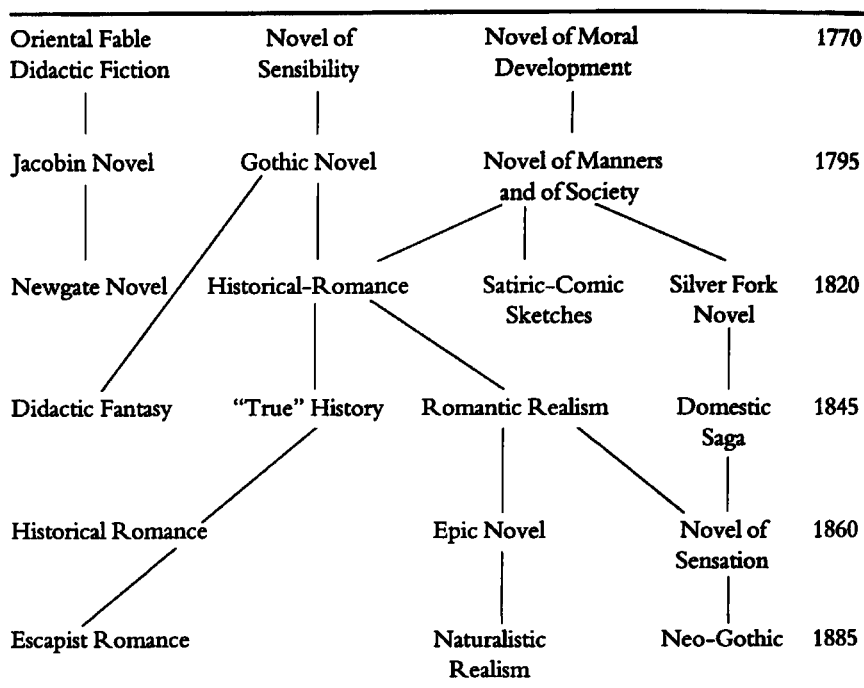 Oriental Fable Novel of Novel of Moral 1770
Didactic Fiction Sensibility Development
Jacobin Novel Gothic Novel Novel of Manners 1795
and of Society
Newgate Novel Historical-Romance Satiric-Comic Silver Fork 1820
Sketches Novel
Didactic Fantasy “True” History Romantic Realism Domestic 1845
Saga
Historical Romance Epic Novel Novel of 1860
Sensation
Escapist Romance Naturalistic Neo-Gothic 1885
Realism